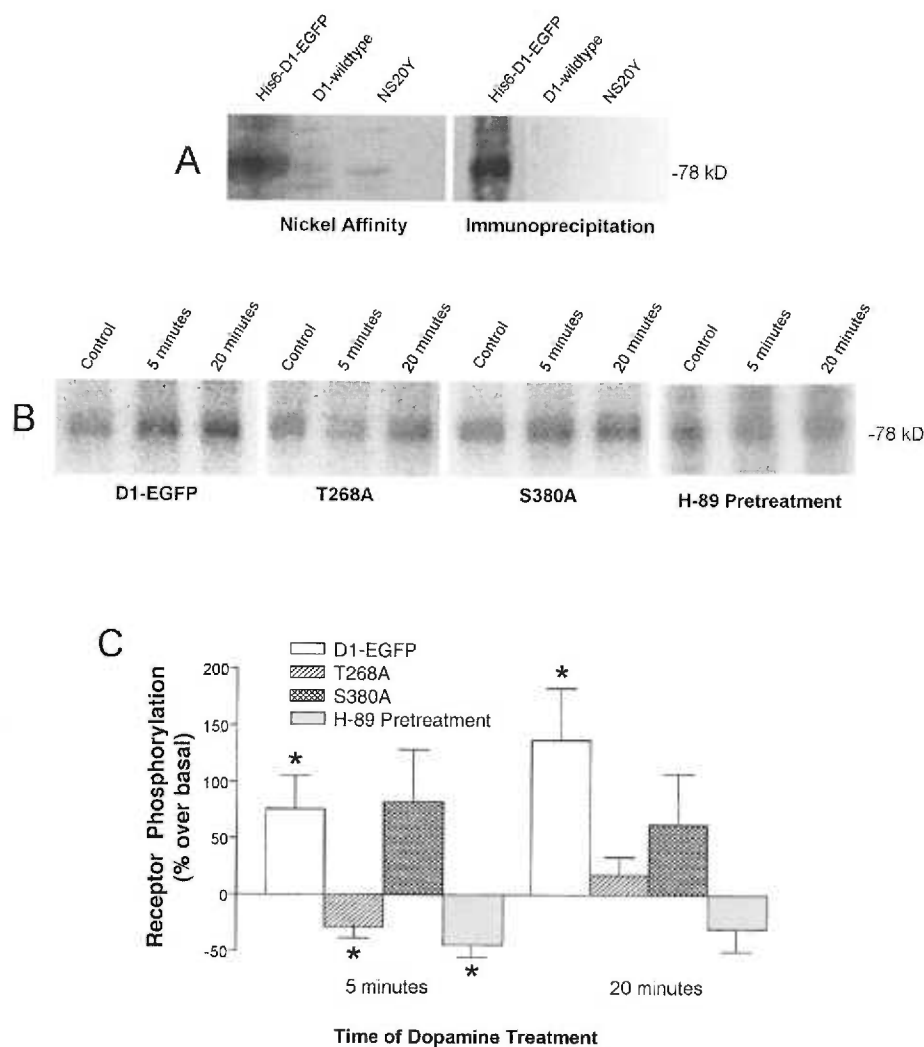 His6-D1-EGFP D1-wildtype NS20Y His6-D1-EGFP D1-wildtype NS20Y
A
-78 kD
Nickel Affinity Immunoprecipitation
Control 5 minutes 20 minutes Control 5 minutes 20 minutes Control 5 minutes 20 minutes Control 5 minutes 20 minutes
B
-78 kD
D1-EGFP T268A S380A H-89 Pretreatment
C
D1-EGFP
T268A
S380A
H-89 Pretreatment
Receptor Phosphorylation
(% over basal)
200
150
100
50
0
-50
* * * *
5 minutes 20 minutes
Time of Dopamine Treatment